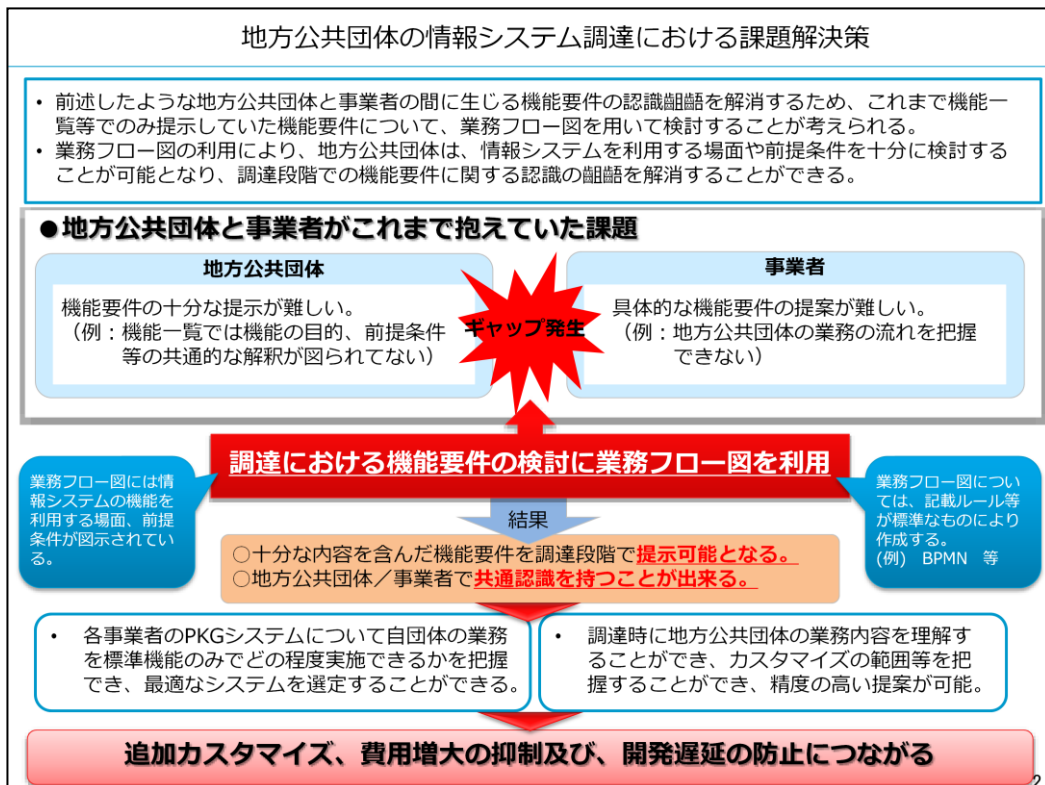 地方公共団体の情報システム調達における課題解決策
• 前述したような地方公共団体と事業者の間に生じる機能要件の認識齟齬を解消するため、これまで機能一
覧等でのみ提示していた機能要件について、業務フロー図を用いて検討することが考えられる。
• 業務フロー図の利用により、地方公共団体は、情報システムを利用する場面や前提条件を十分に検討する
ことが可能となり、調達段階での機能要件に関する認識の齟齬を解消することができる。
●地方公共団体と事業者がこれまで抱えていた課題
地方公共団体
機能要件の十分な提示が難しい。
（例：機能一覧では機能の目的、前提条件
等の共通的な解釈が図られてない）
ギャップ発生
事業者
具体的な機能要件の提案が難しい。
（例：地方公共団体の業務の流れを把握
できない）
調達における機能要件の検討に業務フロー図を利用
業務フロー図には情
報システムの機能を
利用する場面、前提
条件が図示されてい
る。
業務フロー図につい
ては、記載ルール等
が標準なものにより
作成する。
(例) BPMN 等
結果
○十分な内容を含んだ機能要件を調達段階で提示可能となる。
○地方公共団体／事業者で共通認識を持つことが出来る。
• 各事業者のPKGシステムについて自団体の業務
を標準機能のみでどの程度実施できるかを把握
でき、最適なシステムを選定することができる。
• 調達時に地方公共団体の業務内容を理解す
ることができ、カスタマイズの範囲等を把
握することができ、精度の高い提案が可能。
追加カスタマイズ、費用増大の抑制及び、開発遅延の防止につながる
2